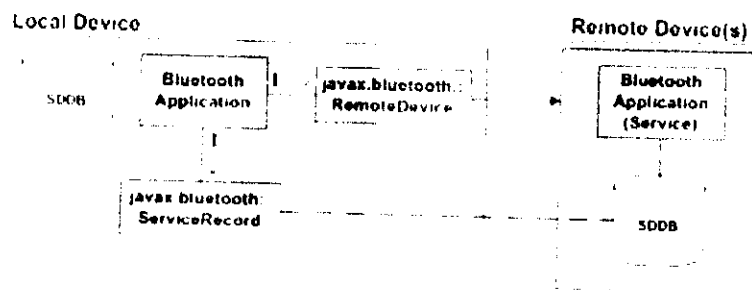 Local Device
Remote Device(s)
SDDB
Bluetooth
Application
javax.bluetooth.:
RemoteDevice
Bluetooth
Application
(Service)
javax bluetooth:
ServiceRecord
SDDB